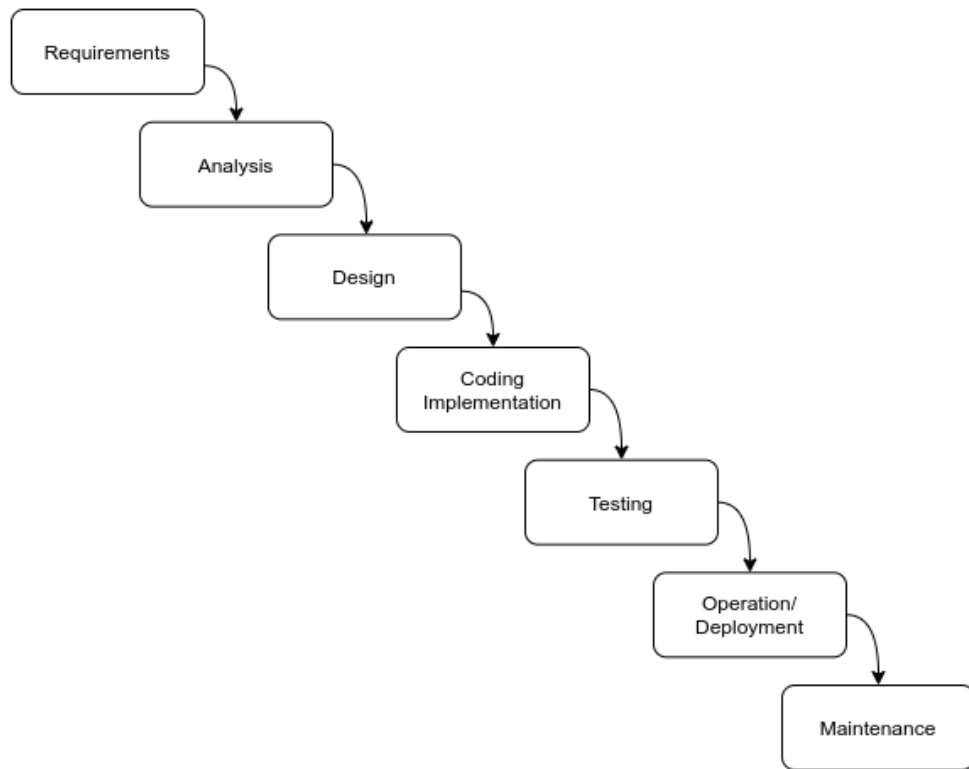 Requirements
Analysis
Design
Coding
Implementation
Testing
Operation/
Deployment
Maintenance